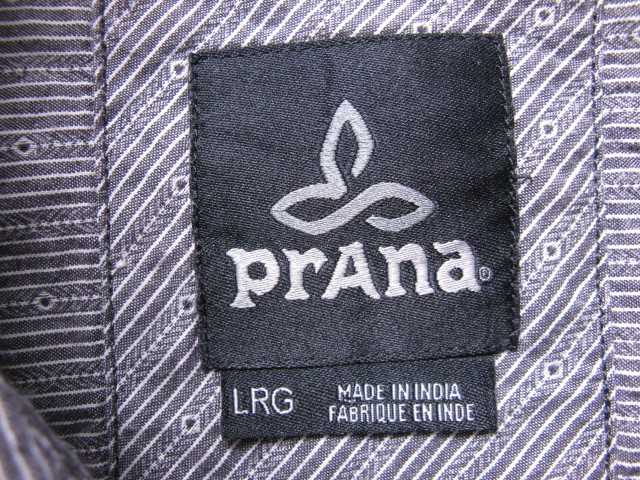 prAna®
LRG
MADE IN INDIA
FABRIQUE EN INDE